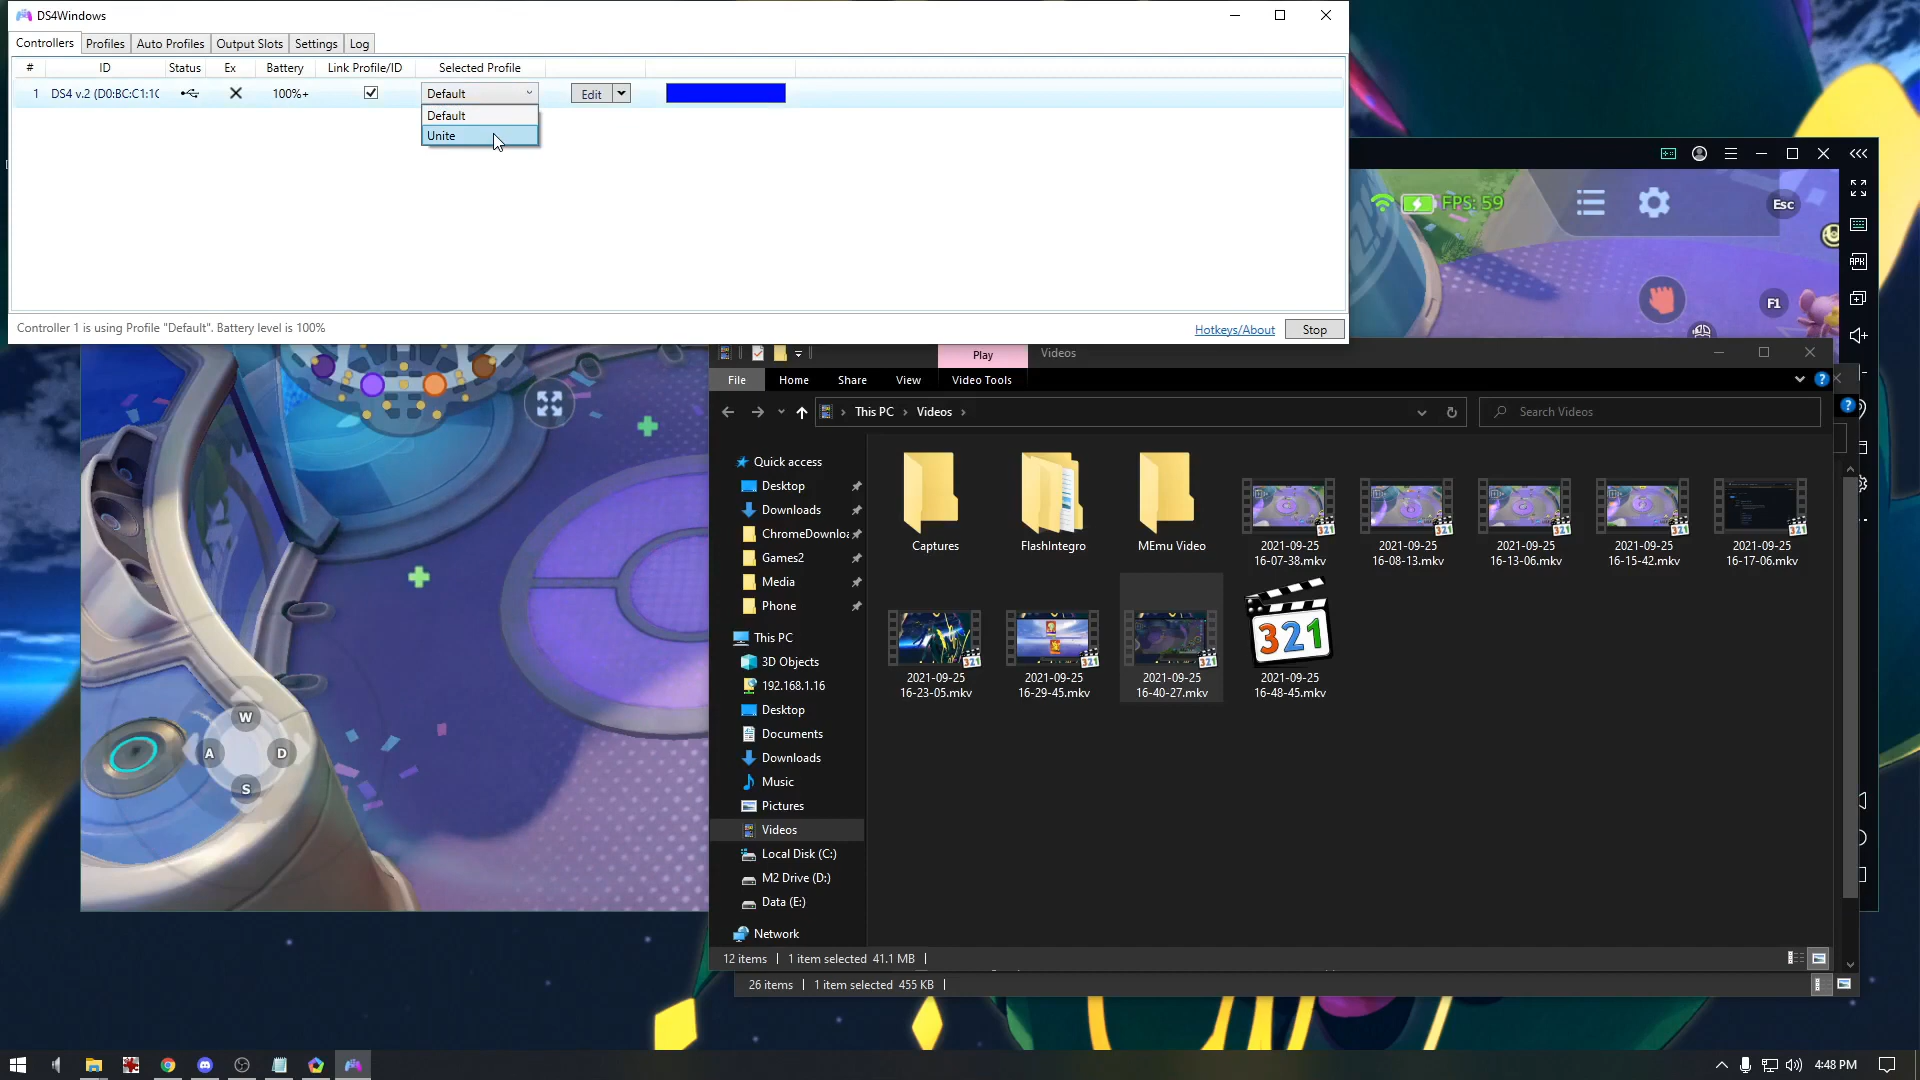 DS4Windows
Controllers Profiles Auto Profiles Output Slots Settings Log
# ID Status Ex Battery Link Profile/ID Selected Profile
1 DS4 v.2 (D0:BC:C1:1C 100%+ Default Edit
Default
Unite
Controller 1 is using Profile "Default". Battery level is 100%
Hotkeys/About Stop
FPS: 59
Esc
F1
APK
Play Videos
File Home Share View Video Tools
This PC Videos
Search Videos
Quick access
Desktop
Downloads
ChromeDownloa
Games2
Media
Phone
This PC
3D Objects
192.168.1.16
Desktop
Documents
Downloads
Music
Pictures
Videos
Local Disk (C:)
M2 Drive (D:)
Data (E:)
Network
Captures
FlashIntegro
MEmu Video
2021-09-25
16-07-38.mkv
2021-09-25
16-08-13.mkv
2021-09-25
16-13-06.mkv
2021-09-25
16-15-42.mkv
2021-09-25
16-17-06.mkv
2021-09-25
16-23-05.mkv
2021-09-25
16-29-45.mkv
2021-09-25
16-40-27.mkv
321
2021-09-25
16-48-45.mkv
12 items 1 item selected 41.1 MB
26 items 1 item selected 455 KB
W
A
D
S
4:48 PM